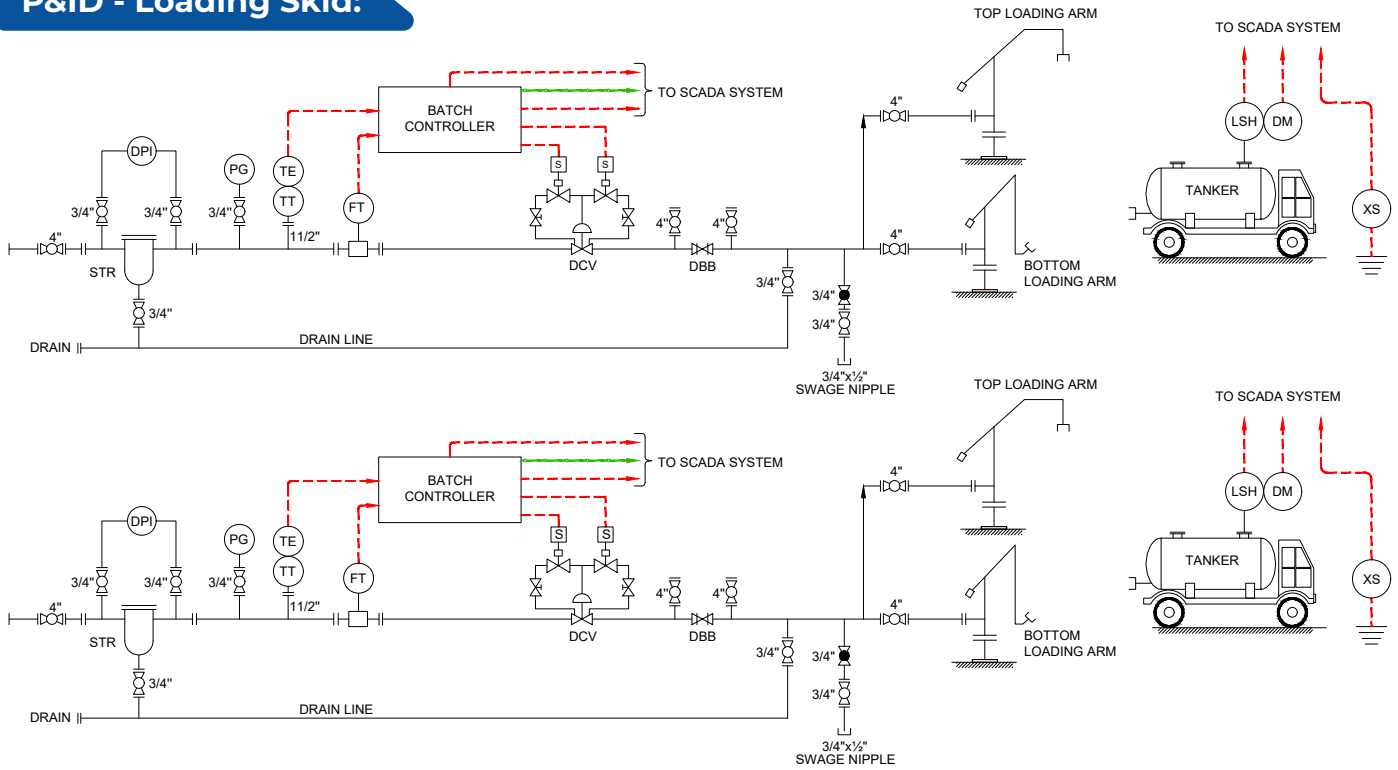 P&ID - Loading Skid:
TOP LOADING ARM
TO SCADA SYSTEM
BATCH
CONTROLLER
TO SCADA SYSTEM
4"
LSH
DM
DPI
PG
TE
TT
FT
S
S
TANKER
XS
3/4"
3/4"
3/4"
11/2"
4"
4"
4"
4"
STR
DCV
DBB
BOTTOM
LOADING ARM
3/4"
3/4"
3/4"
3/4"
DRAIN
DRAIN LINE
3/4"x½"
SWAGE NIPPLE
TOP LOADING ARM
TO SCADA SYSTEM
BATCH
CONTROLLER
TO SCADA SYSTEM
4"
LSH
DM
DPI
PG
TE
TT
FT
S
S
TANKER
XS
3/4"
3/4"
3/4"
11/2"
4"
4"
4"
4"
STR
DCV
DBB
BOTTOM
LOADING ARM
3/4"
3/4"
3/4"
3/4"
DRAIN
DRAIN LINE
3/4"x½"
SWAGE NIPPLE